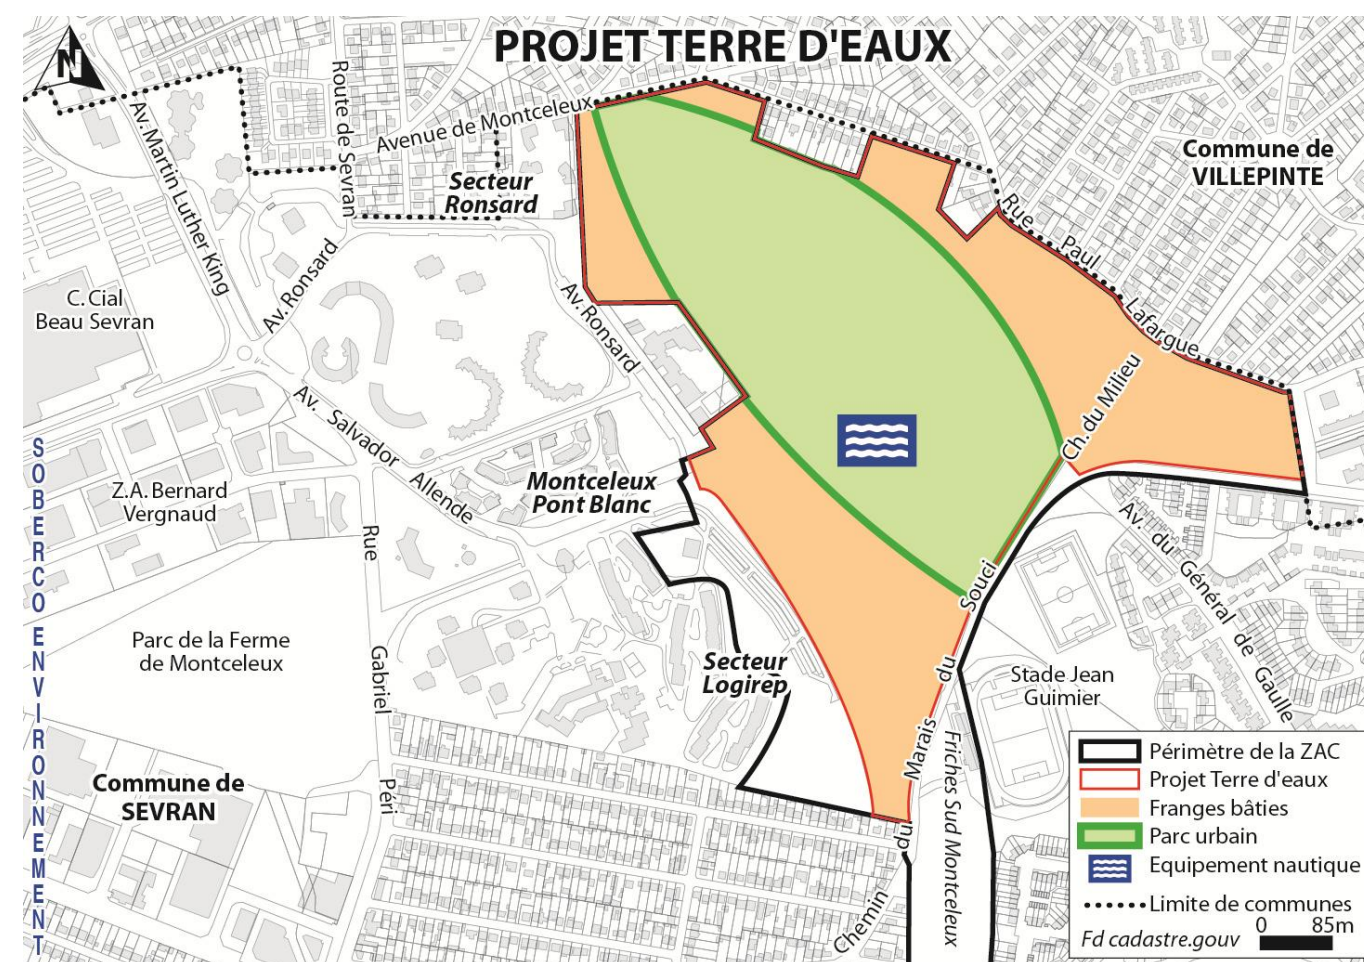 PROJET TERRE D'EAUX
N
Av. Martin Luther King
Route de Sevran
Avenue de Montceleux
Secteur
Ronsard
Commune de
VILLEPINTE
Rue Paul Lafargue
C. Cial
Beau Sevran
Av. Ronsard
Av. Ronsard
Ch. du Milieu
Av. Salvador Allende
Montceleux
Pont Blanc
Z.A. Bernard
Vergnaud
Rue Gabriel Péri
Av. du Général de Gaulle
Parc de la Ferme
de Montceleux
Secteur
Logirep
Stade Jean
Guimier
Chemin du Marais du Souci
Friches Sud Montceleux
Commune de
SEVRAN
SOBERCO ENVIRONNEMENT
Périmètre de la ZAC
Projet Terre d'eaux
Franges bâties
Parc urbain
Equipement nautique
Limite de communes
Fd cadastre.gouv
0 85m